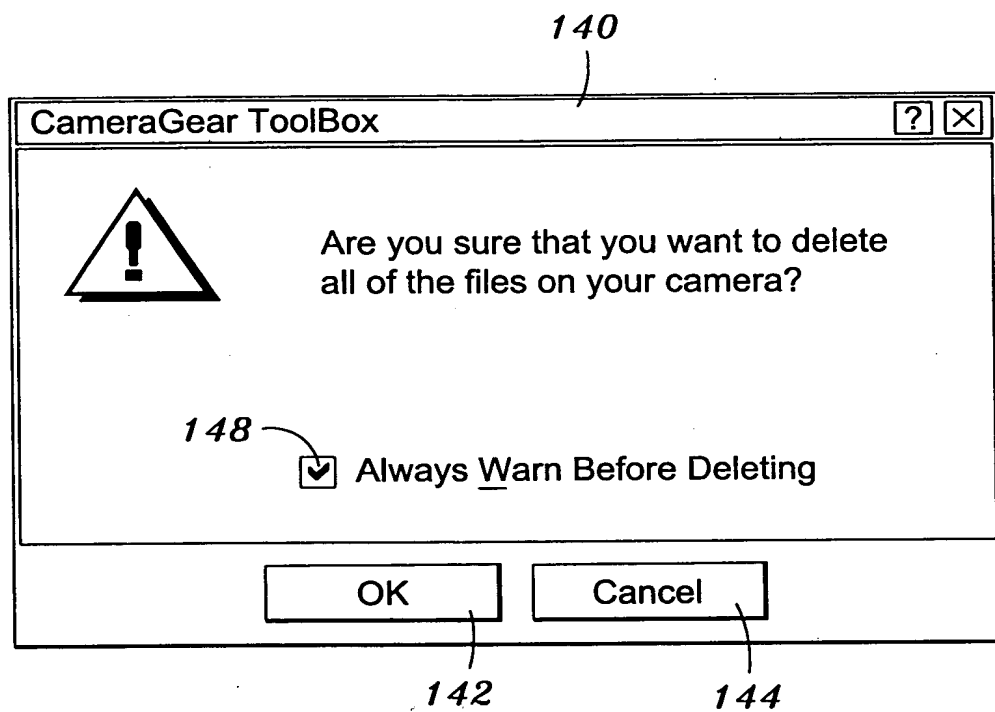 140
CameraGear ToolBox ?
!
Are you sure that you want to delete
all of the files on your camera?
148
Always Warn Before Deleting
OK Cancel
142 144